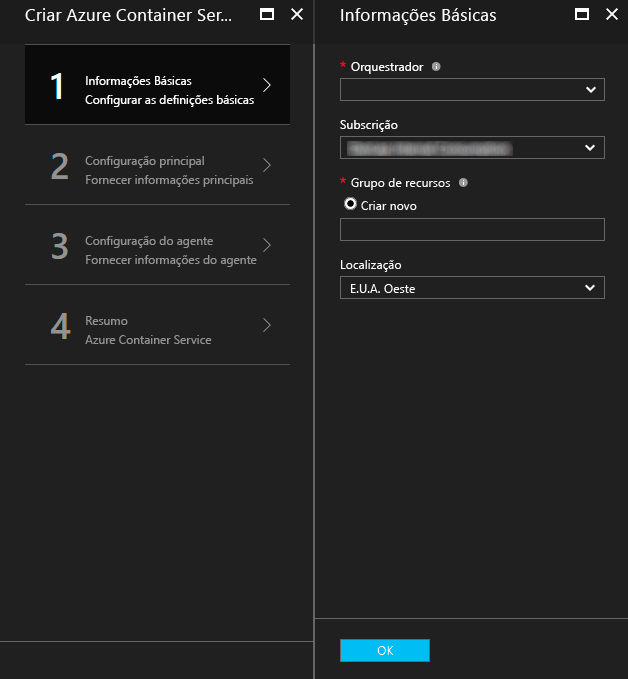 Criar Azure Container Ser...
1
Informações Básicas
Configurar as definições básicas
2
Configuração principal
Fornecer informações principais
3
Configuração do agente
Fornecer informações do agente
4
Resumo
Azure Container Service
Informações Básicas
* Orquestrador
Subscrição
* Grupo de recursos
Criar novo
Localização
E.U.A. Oeste
OK